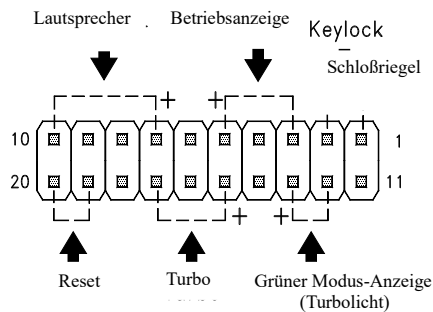 Lautsprecher
Betriebsanzeige
Keylock
Schloßriegel
+
+
10
1
20
11
+
+
Reset
Turbo
Grüner Modus-Anzeige
(Turbolicht)